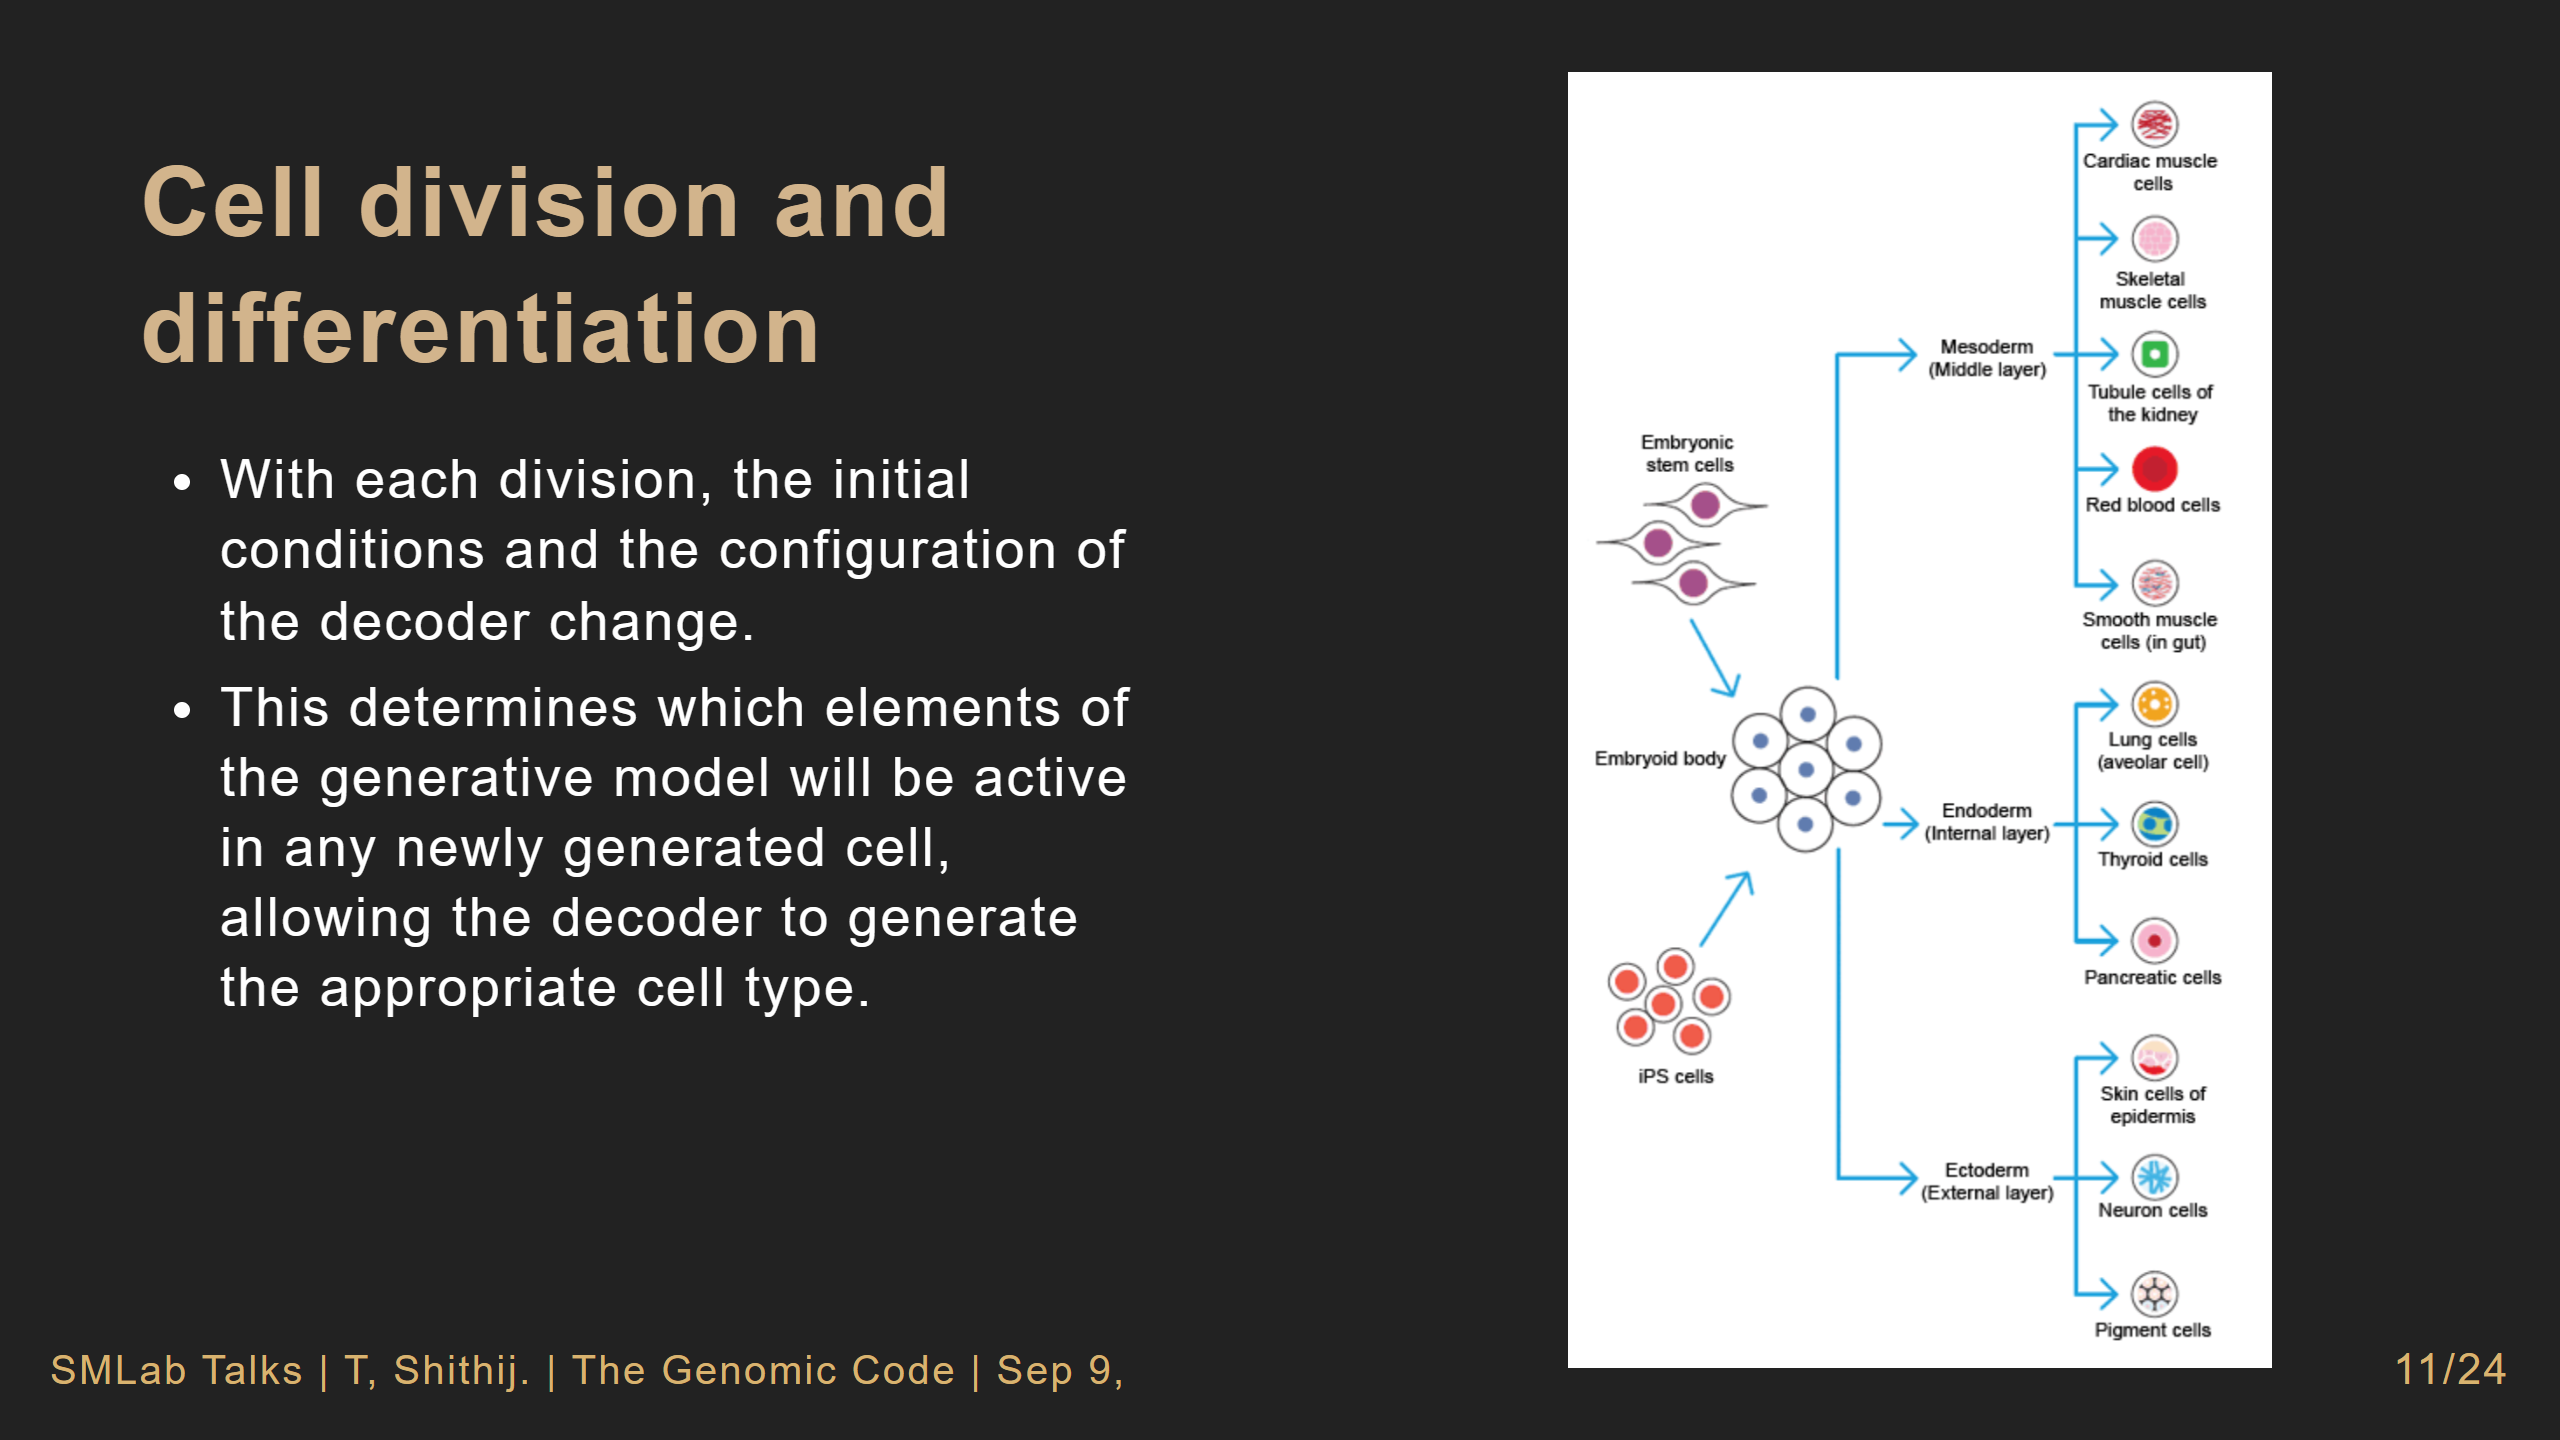 Cell division and
differentiation
• With each division, the initial
conditions and the configuration of
the decoder change.
• This determines which elements of
the generative model will be active
in any newly generated cell,
allowing the decoder to generate
the appropriate cell type.
Embryonic
stem cells
Embryoid body
iPS cells
Mesoderm
(Middle layer)
Cardiac muscle
cells
Skeletal
muscle cells
Tubule cells of
the kidney
Red blood cells
Smooth muscle
cells (in gut)
Endoderm
(Internal layer)
Lung cells
(aveolar cell)
Thyroid cells
Pancreatic cells
Ectoderm
(External layer)
Skin cells of
epidermis
Neuron cells
Pigment cells
SMLab Talks | T, Shithij. | The Genomic Code | Sep 9,
11/24